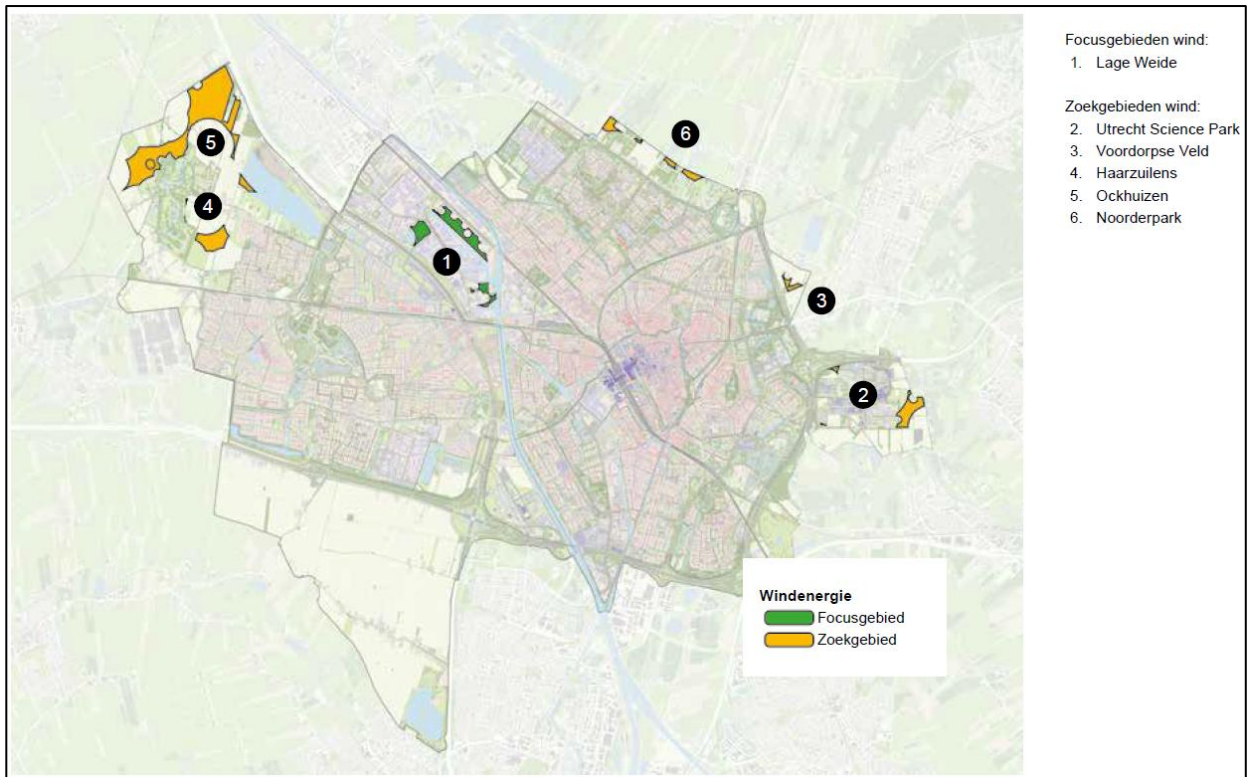 Focusgebieden wind:
1. Lage Weide
Zoekgebieden wind:
2. Utrecht Science Park
3. Voordorpse Veld
4. Haarzuilens
5. Ockhuizen
6. Noorderpark
5
6
4
1
3
2
Windenergie
Focusgebied
Zoekgebied